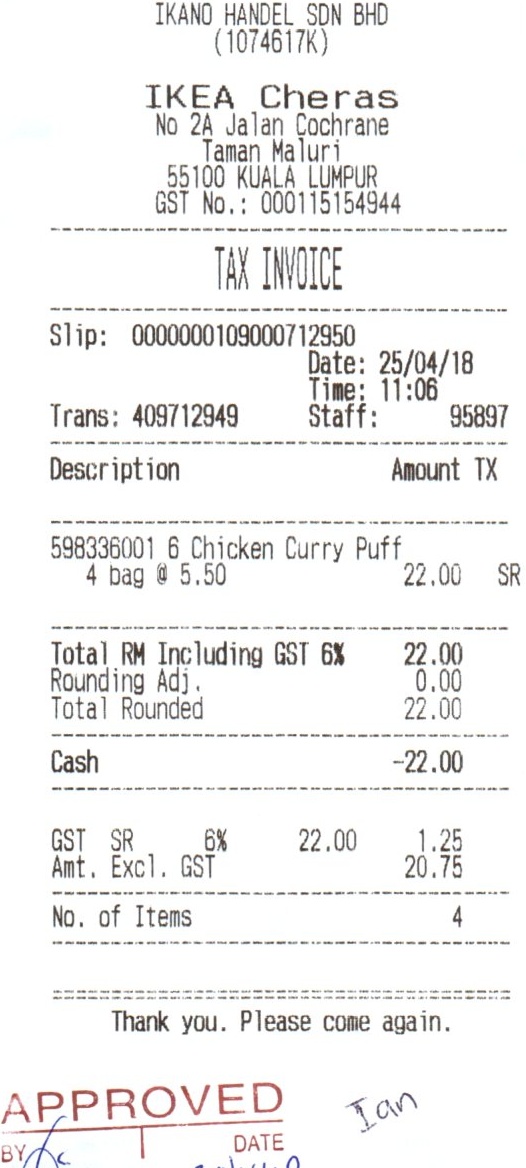 IKANO HANDEL SDN BHD
(1074617K)
IKEA Cheras
No 2A Jalan Cochrane
Taman Maluri
55100 KUALA LUMPUR
GST No.: 000115154944
TAX INVOICE
Slip: 0000000109000712950
Date: 25/04/18
Time: 11:06
Trans: 409712949 Staff: 95897
Description Amount TX
598336001 6 Chicken Curry Puff
4 bag @ 5.50 22.00 SR
Total RM Including GST 6% 22.00
Rounding Adj. 0.00
Total Rounded 22.00
Cash -22.00
GST SR 6% 22.00 1.25
Amt. Excl. GST 20.75
No. of Items 4
Thank you. Please come again.
APPROVED Ian
BY DATE